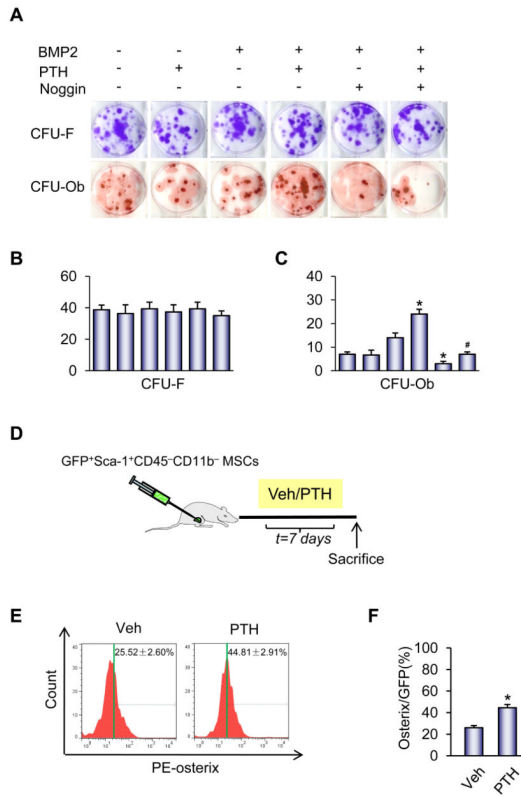 A
BMP2 - - + + + +
PTH - + - + - +
Noggin - - - - + +
CFU-F
CFU-Ob
B
60
40
20
0
CFU-F
C
40
30
20
10
0
*
*
#
CFU-Ob
D
GFP+Sca-1+CD45–CD11b– MSCs
Veh/PTH
t=7 days
Sacrifice
E
Veh
PTH
25.52±2.60%
44.81±2.91%
Count
PE-osterix
F
Osterix/GFP(%)
100
80
60
40
20
0
*
Veh
PTH